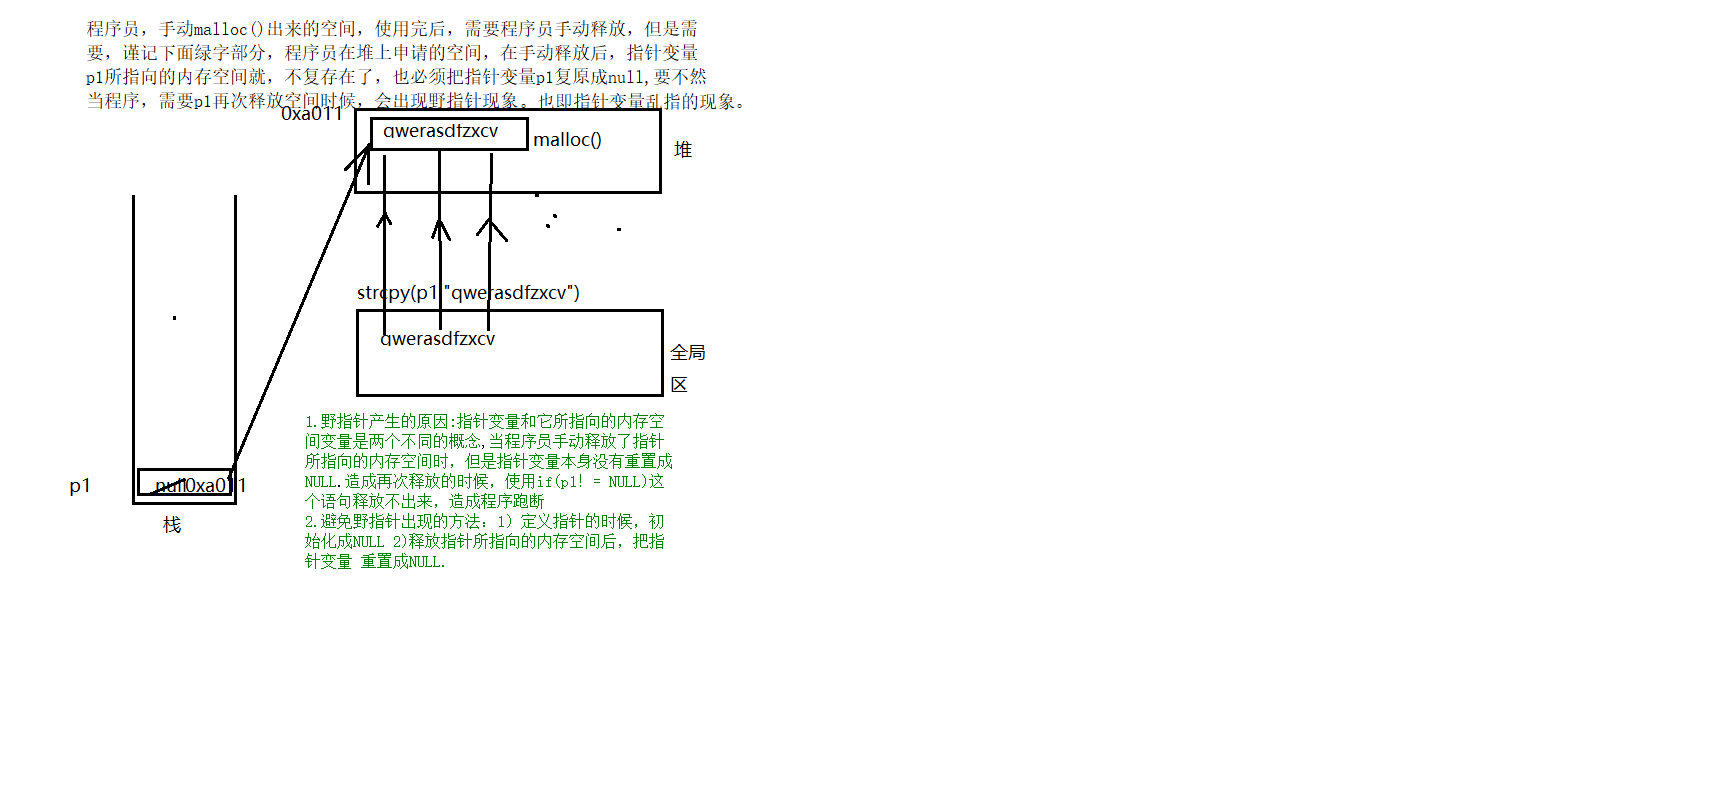 程序员，手动malloc()出来的空间，使用完后，需要程序员手动释放，但是需
要，谨记下面绿字部分，程序员在堆上申请的空间，在手动释放后，指针变量
p1所指向的内存空间就，不复存在了，也必须把指针变量p1复原成null,要不然
当程序，需要p1再次释放空间时候，会出现野指针现象。也即指针变量乱指的现象。
0xa011
qwerasdfzxcv
malloc()
堆
strcpy(p1,"qwerasdfzxcv")
qwerasdfzxcv
全局
区
1.野指针产生的原因:指针变量和它所指向的内存空
间变量是两个不同的概念,当程序员手动释放了指针
所指向的内存空间时，但是指针变量本身没有重置成
NULL.造成再次释放的时候，使用if(p1! = NULL)这
个语句释放不出来，造成程序跑断
2.避免野指针出现的方法：1）定义指针的时候，初
始化成NULL 2)释放指针所指向的内存空间后，把指
针变量 重置成NULL.
p1
null0xa011
栈